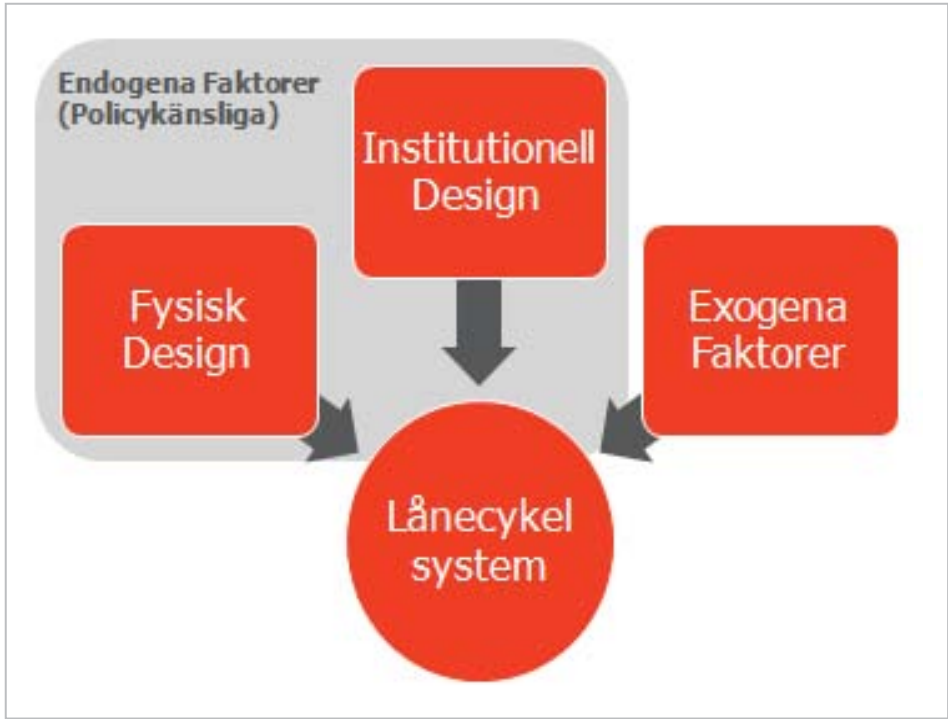 Endogena Faktorer
(Policykänsliga)
Institutionell
Design
Fysisk
Design
Exogena
Faktorer
Lånecykel
system